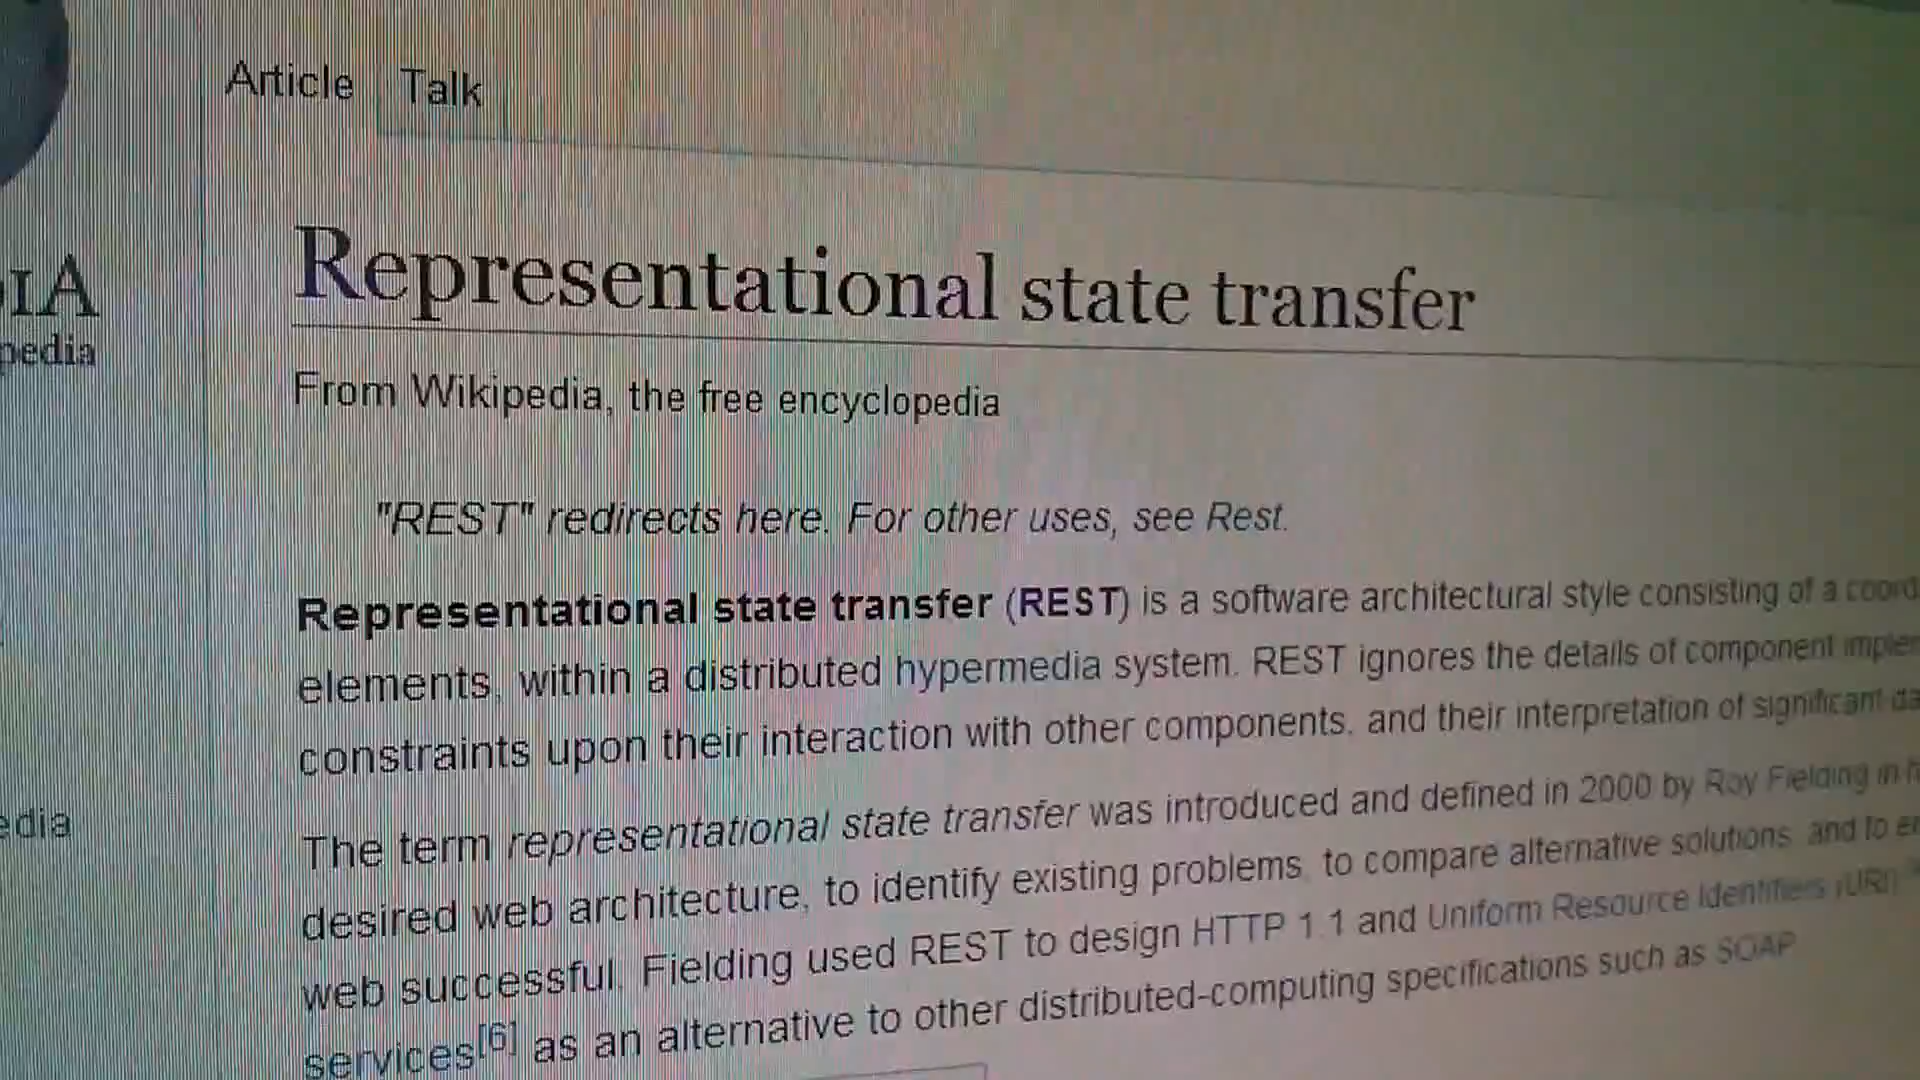 Article Talk
IA
pedia
Representational state transfer
From Wikipedia, the free encyclopedia
"REST" redirects here. For other uses, see Rest.
Representational state transfer (REST) is a software architectural style consisting of a coord
elements, within a distributed hypermedia system. REST ignores the details of component implem
constraints upon their interaction with other components, and their interpretation of significant da
edia
The term representational state transfer was introduced and defined in 2000 by Roy Fielding in
desired web architecture, to identify existing problems, to compare alternative solutions, and to
web successful. Fielding used REST to design HTTP 1.1 and Uniform Resource Identifiers (URI)
services[6] as an alternative to other distributed-computing specifications such as SOAP